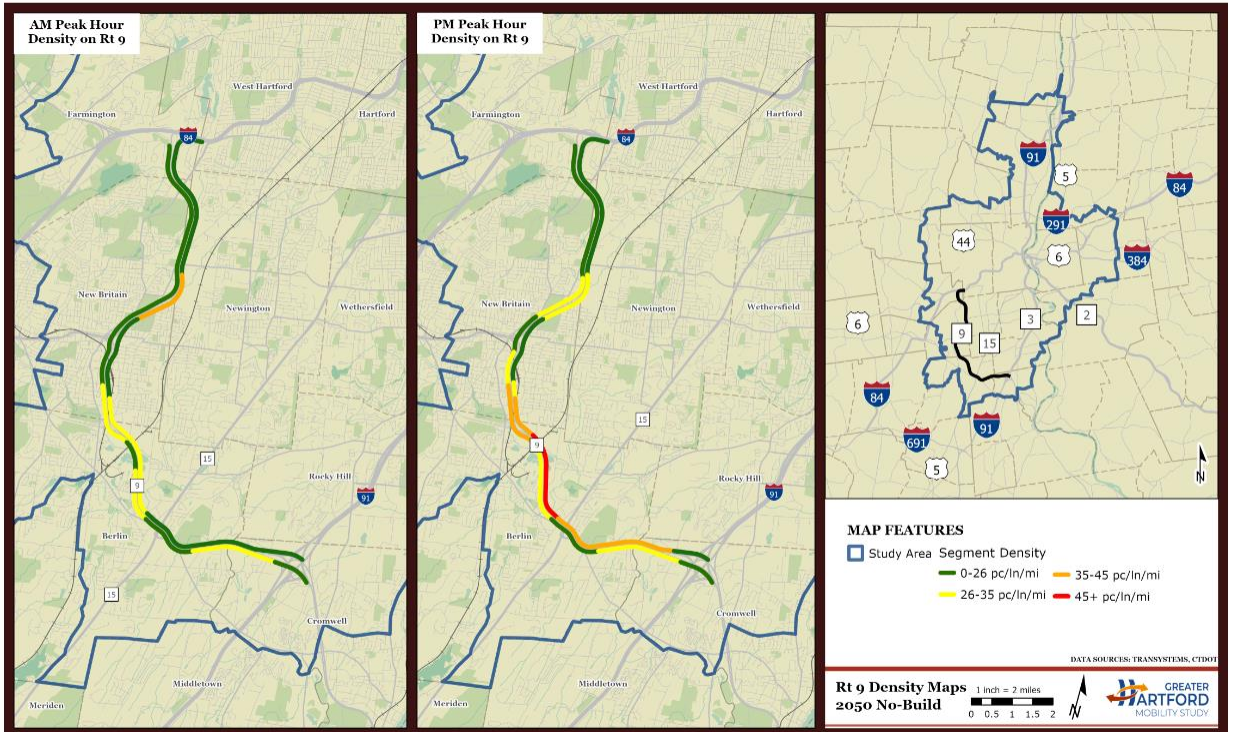 AM Peak Hour
Density on Rt 9
West Hartford
Farmington
Hartford
84
New Britain
Newington
Wethersfield
15
9
Rocky Hill
91
Berlin
15
Cromwell
Middletown
Meriden
PM Peak Hour
Density on Rt 9
West Hartford
Farmington
Hartford
84
New Britain
Newington
Wethersfield
15
9
Rocky Hill
91
Berlin
Cromwell
Middletown
Meriden
91
5
84
291
44
6
384
6
9
15
3
2
84
91
691
5
N
MAP FEATURES
Study Area
Segment Density
0-26 pc/ln/mi
35-45 pc/ln/mi
26-35 pc/ln/mi
45+ pc/ln/mi
DATA SOURCES: TRANSYSTEMS, CTDOT
Rt 9 Density Maps
2050 No-Build
1 inch = 2 miles
0 0.5 1 1.5 2
N
GREATER
HARTFORD
MOBILITY STUDY